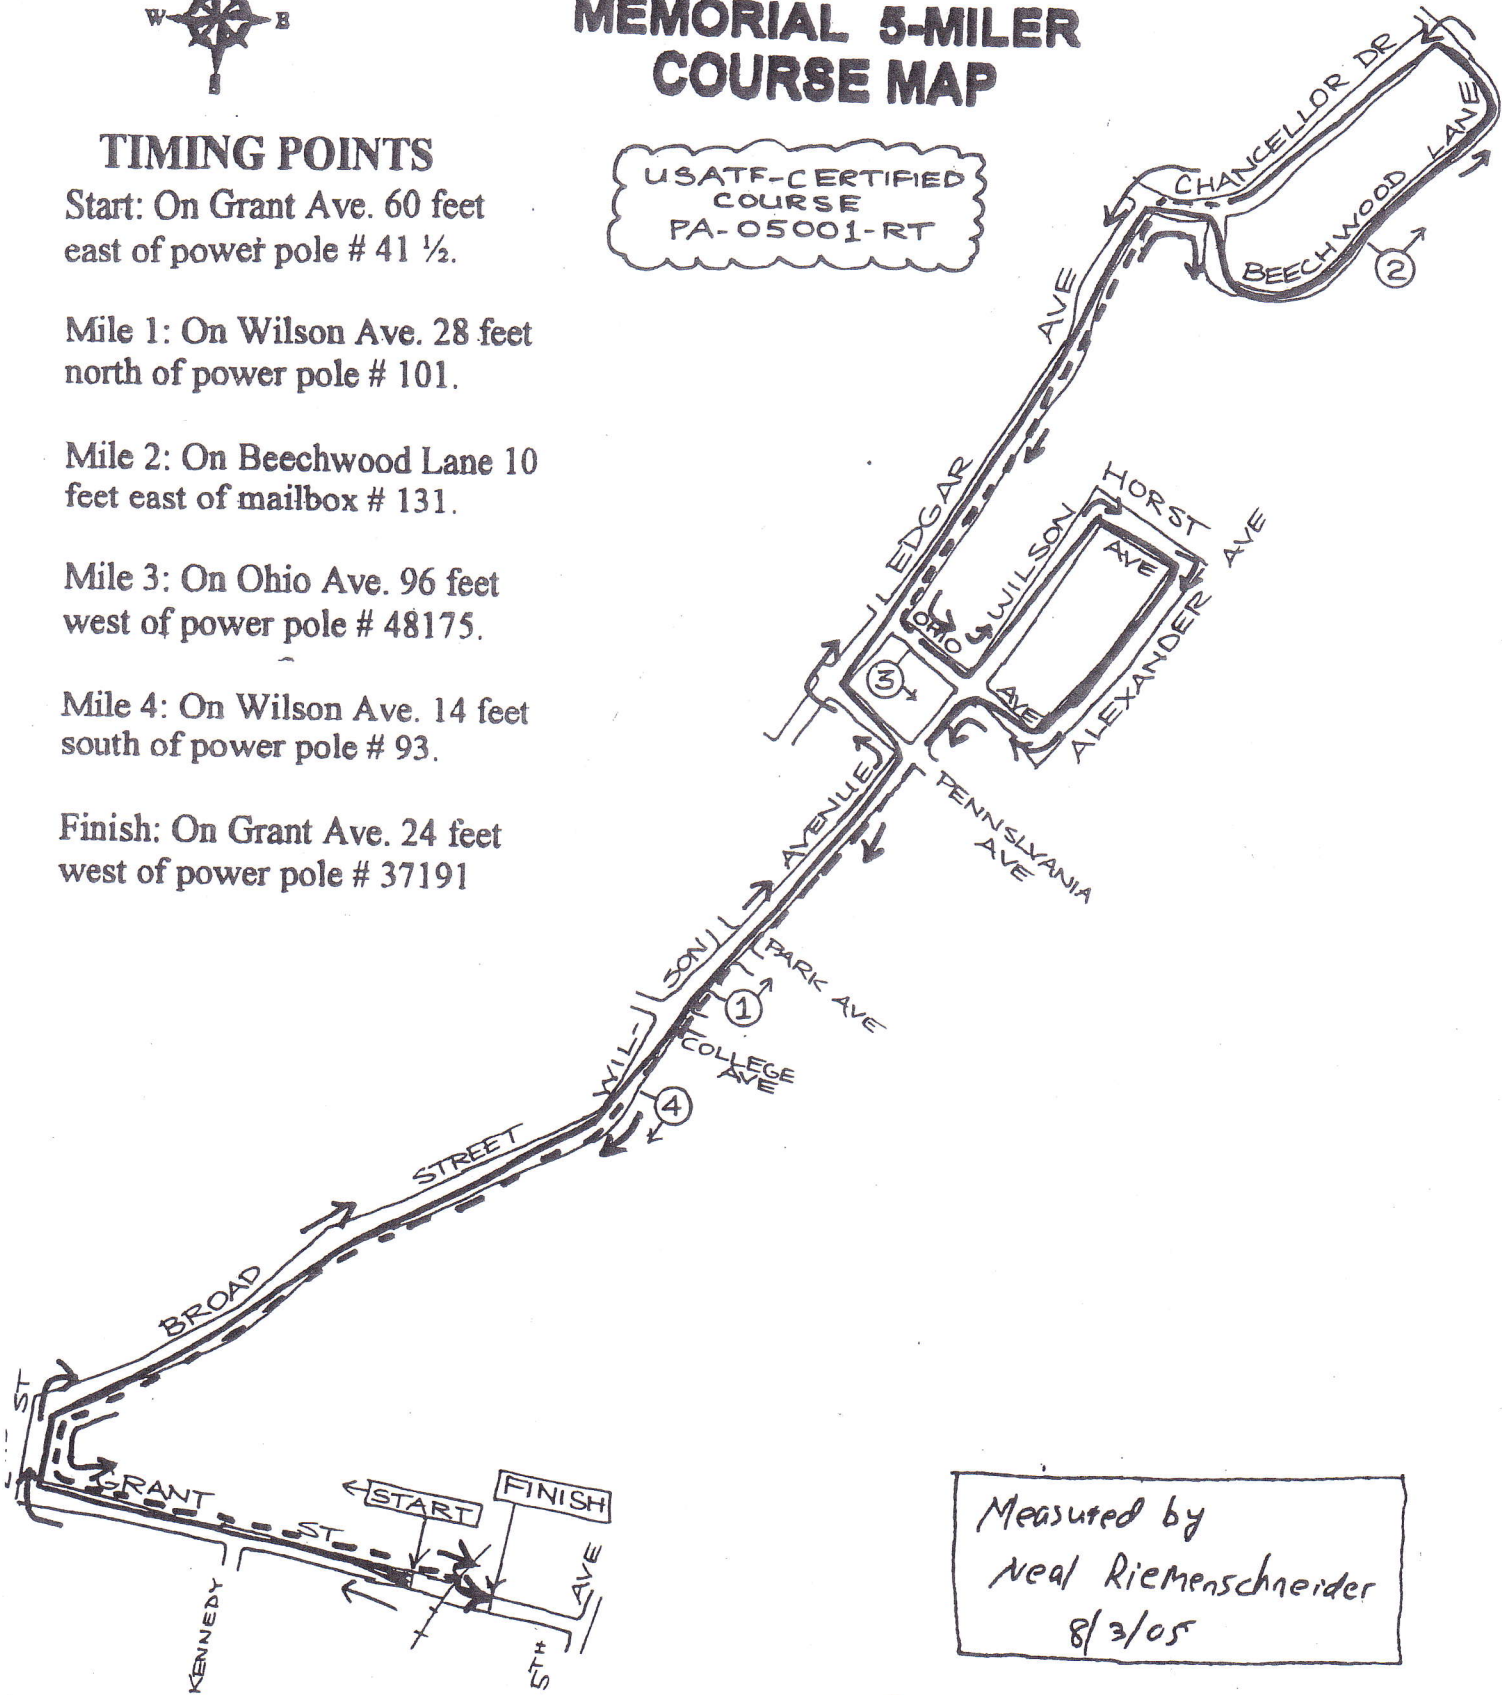 W
E
MEMORIAL 5-MILER
COURSE MAP
TIMING POINTS
Start: On Grant Ave. 60 feet
east of power pole # 41 ½.
Mile 1: On Wilson Ave. 28 feet
north of power pole # 101.
Mile 2: On Beechwood Lane 10
feet east of mailbox # 131.
Mile 3: On Ohio Ave. 96 feet
west of power pole # 48175.
Mile 4: On Wilson Ave. 14 feet
south of power pole # 93.
Finish: On Grant Ave. 24 feet
west of power pole # 37191
USATF-CERTIFIED
COURSE
PA-05001-RT
CHANCELLOR DR
BEECHWOOD LANE
2
EDGAR AVE
HORST
AVE
WILSON
ALEXANDER AVE
OHIO
AVE
3
PENNSLVANIA
AVE
WIL-SON AVENUE
PARK AVE
1
COLLEGE
AVE
4
BROAD STREET
ST
GRANT ST
START
FINISH
KENNEDY
5TH AVE
Measured by
Neal Riemenschneider
8/3/05